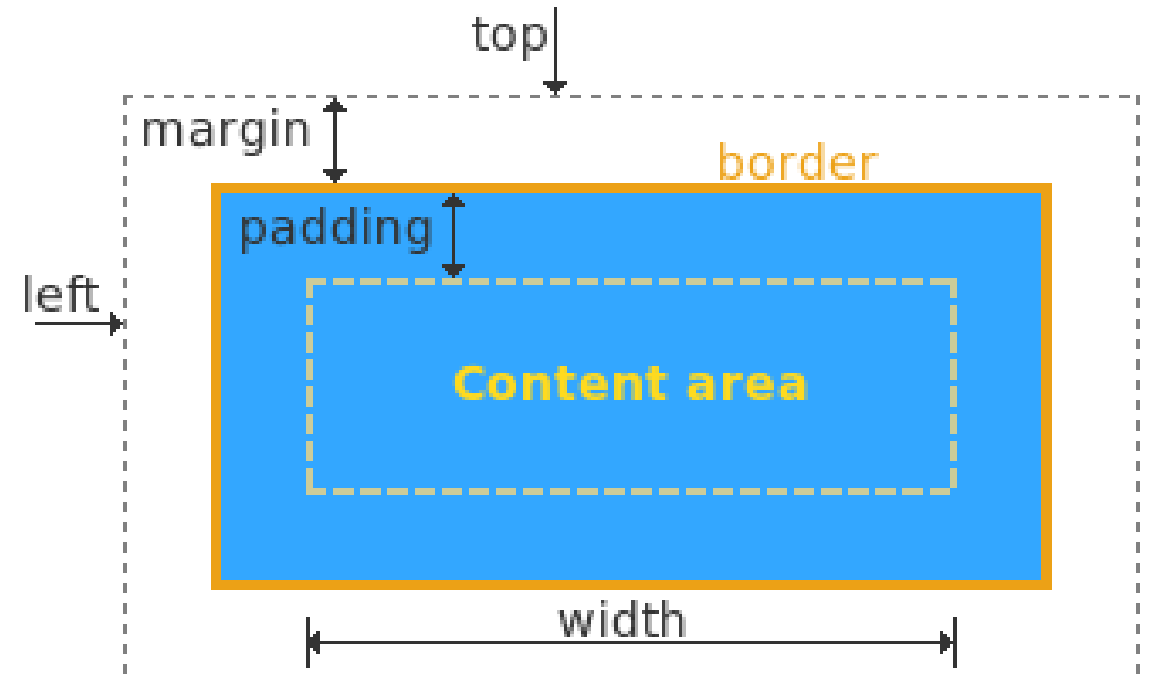 top
margin
border
padding
left
Content area
width